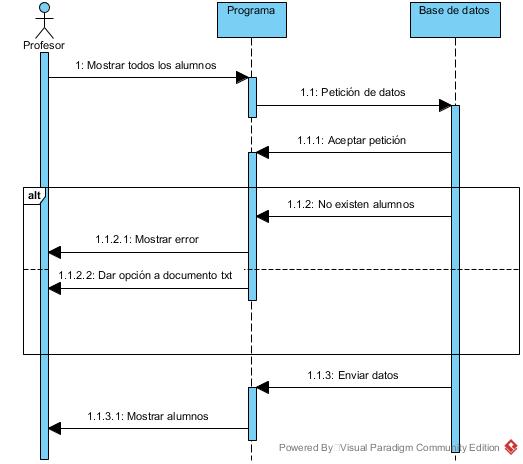 Programa
Base de datos
Profesor
1: Mostrar todos los alumnos
1.1: Petición de datos
1.1.1: Aceptar petición
alt
1.1.2: No existen alumnos
1.1.2.1: Mostrar error
1.1.2.2: Dar opción a documento txt
1.1.3: Enviar datos
1.1.3.1: Mostrar alumnos
Powered By Visual Paradigm Community Edition